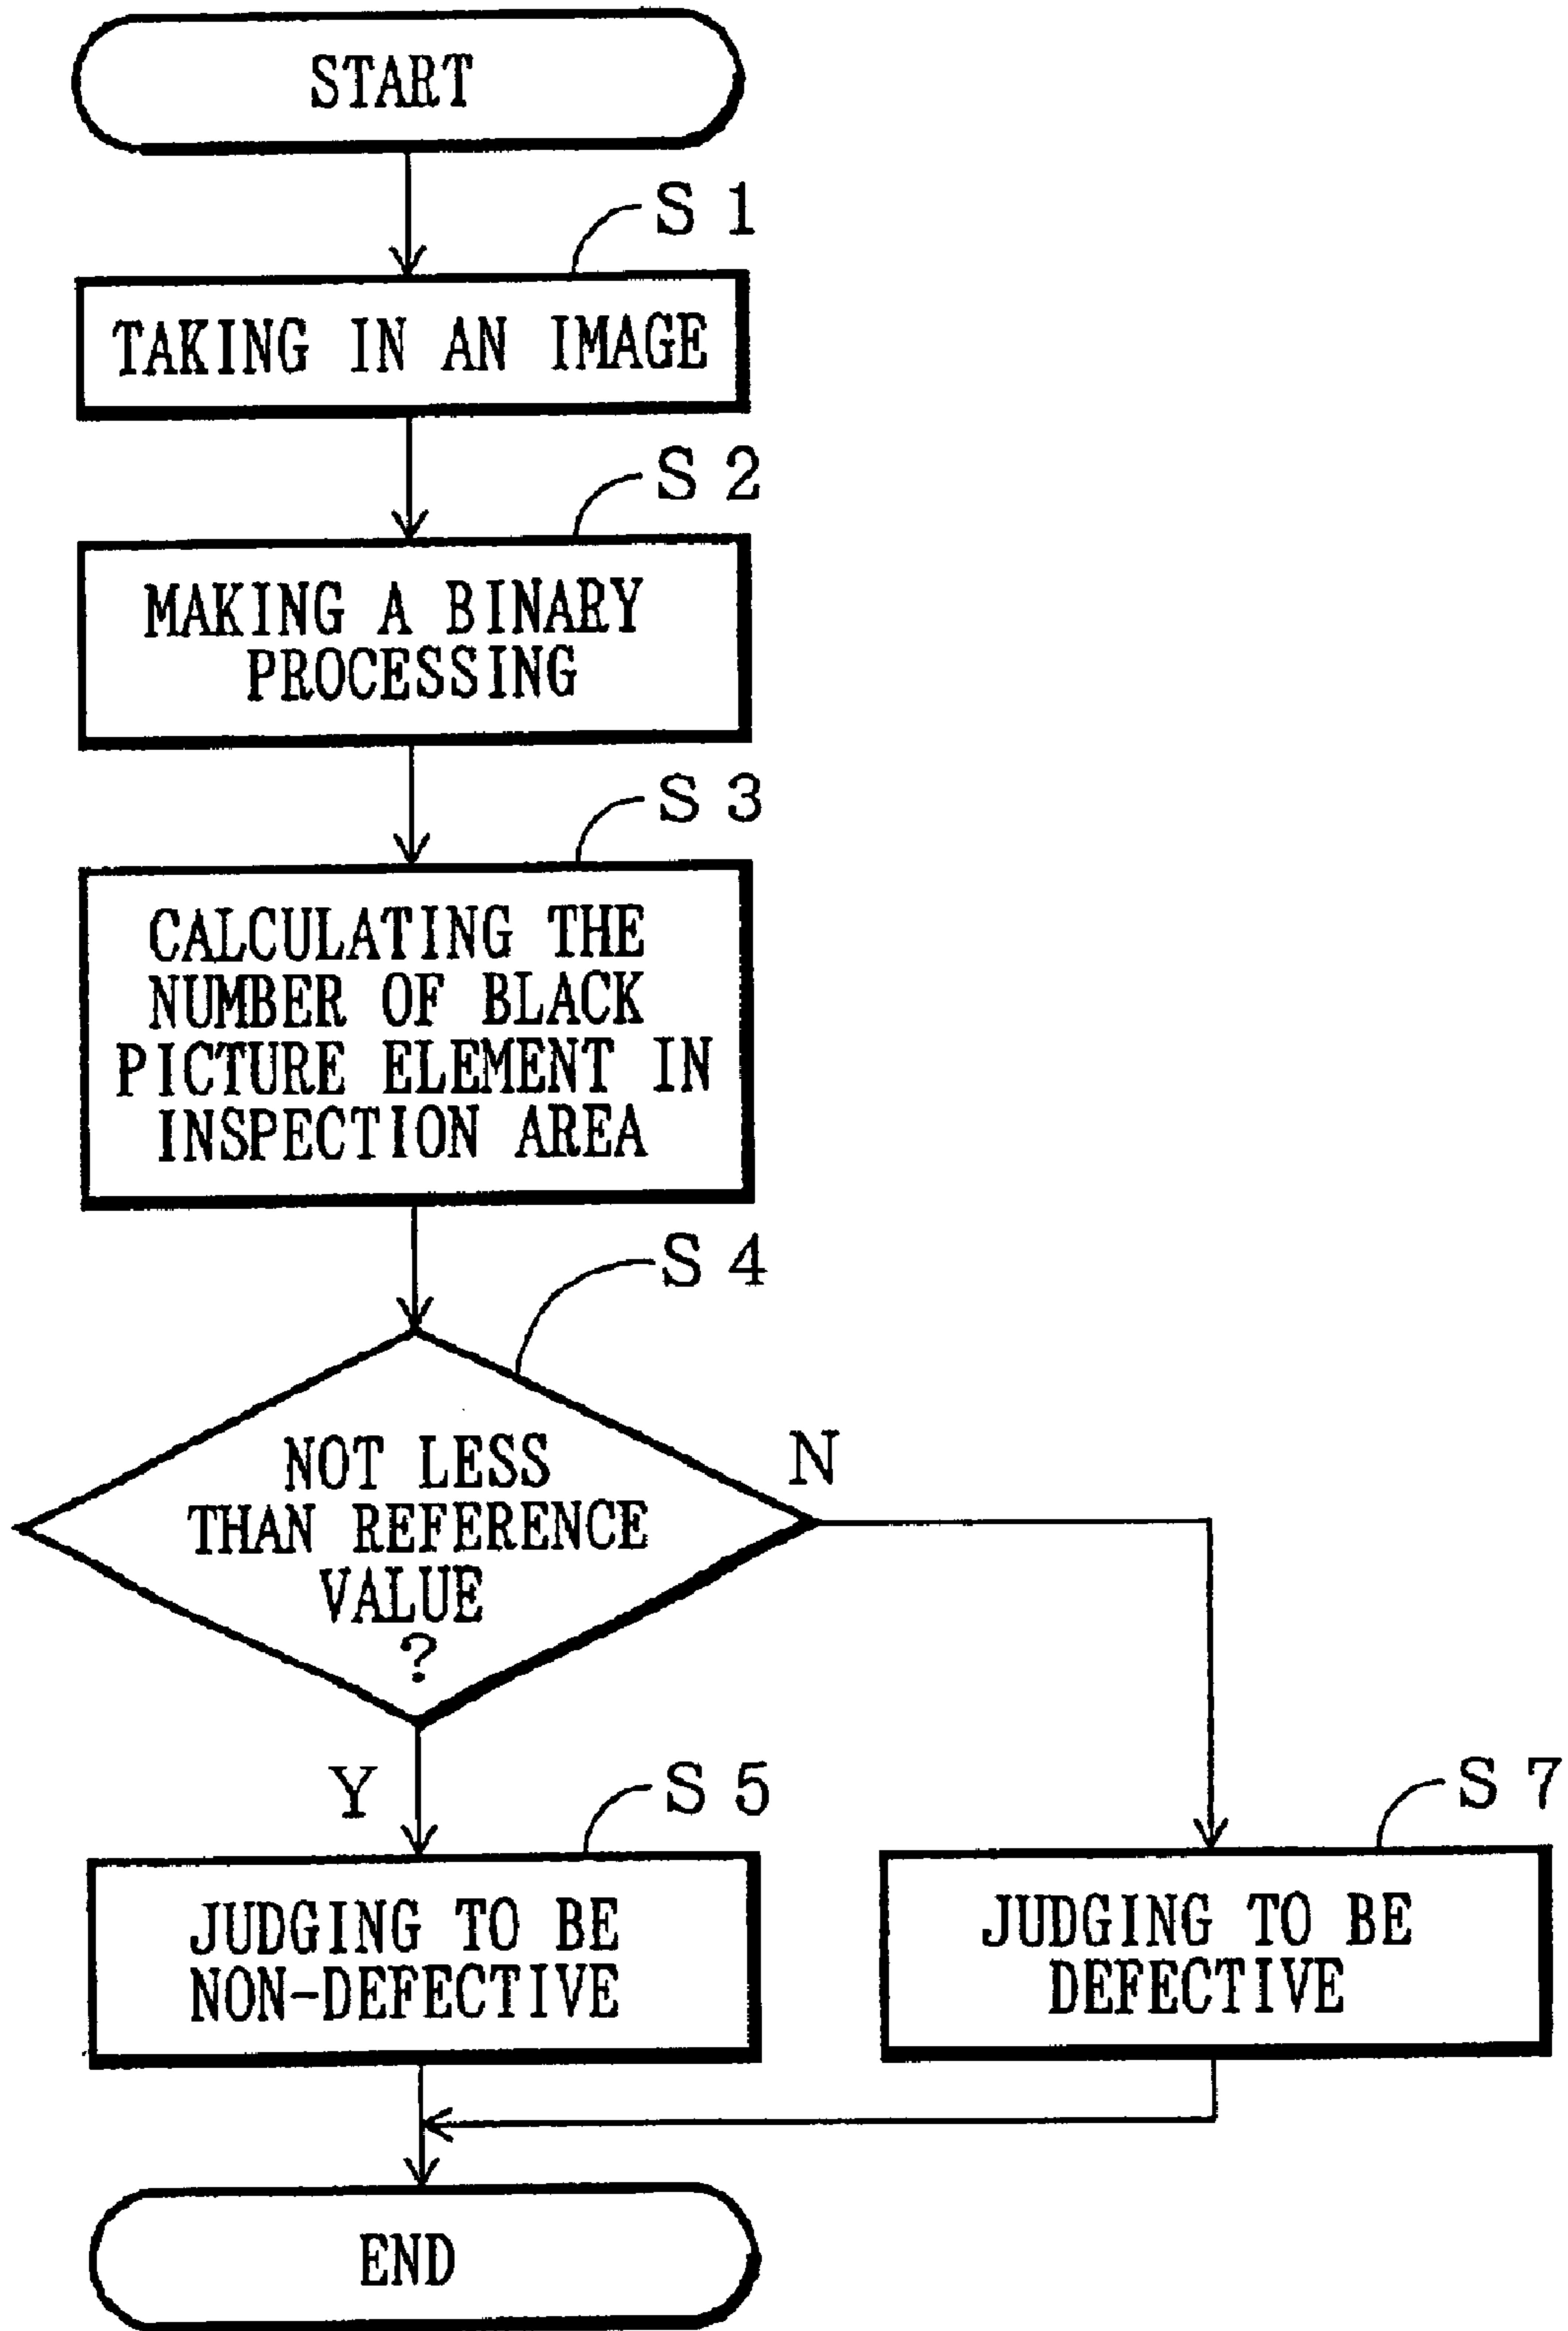 START
S 1
TAKING IN AN IMAGE
S 2
MAKING A BINARY
PROCESSING
S 3
CALCULATING THE
NUMBER OF BLACK
PICTURE ELEMENT IN
INSPECTION AREA
S 4
NOT LESS
THAN REFERENCE
VALUE
?
N
Y
S 5
JUDGING TO BE
NON-DEFECTIVE
S 7
JUDGING TO BE
DEFECTIVE
END